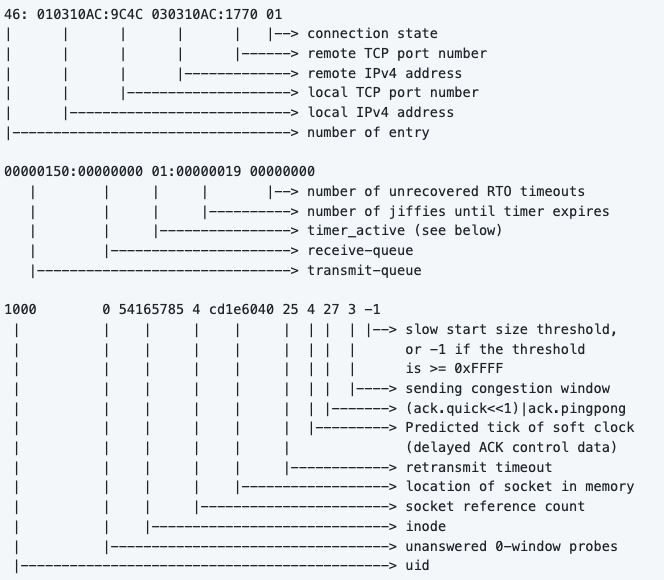 46: 010310AC:9C4C 030310AC:1770 01
|      |      |      |      |  |--> connection state
|      |      |      |      |------> remote TCP port number
|      |      |      |-------------> remote IPv4 address
|      |      |--------------------> local TCP port number
|      |---------------------------> local IPv4 address
|----------------------------------> number of entry
00000150:00000000 01:00000019 00000000
|        |     |     |       |--> number of unrecovered RTO timeouts
|        |     |     |----------> number of jiffies until timer expires
|        |     |----------------> timer_active (see below)
|        |----------------------> receive-queue
|-------------------------------> transmit-queue
1000        0 54165785 4 cd1e6040 25 4 27 3 -1
|          |    |     |    |     |  | |  | |--> slow start size threshold,
|          |    |     |    |     |  | |  |      or -1 if the threshold
|          |    |     |    |     |  | |  |      is >= 0xFFFF
|          |    |     |    |     |  | |  |----> sending congestion window
|          |    |     |    |     |  | |-------> (ack.quick<<1)|ack.pingpong
|          |    |     |    |     |  |---------> Predicted tick of soft clock
|          |    |     |    |     |              (delayed ACK control data)
|          |    |     |    |     |------------> retransmit timeout
|          |    |     |    |------------------> location of socket in memory
|          |    |     |-----------------------> socket reference count
|          |    |-----------------------------> inode
|          |----------------------------------> unanswered 0-window probes
|---------------------------------------------> uid